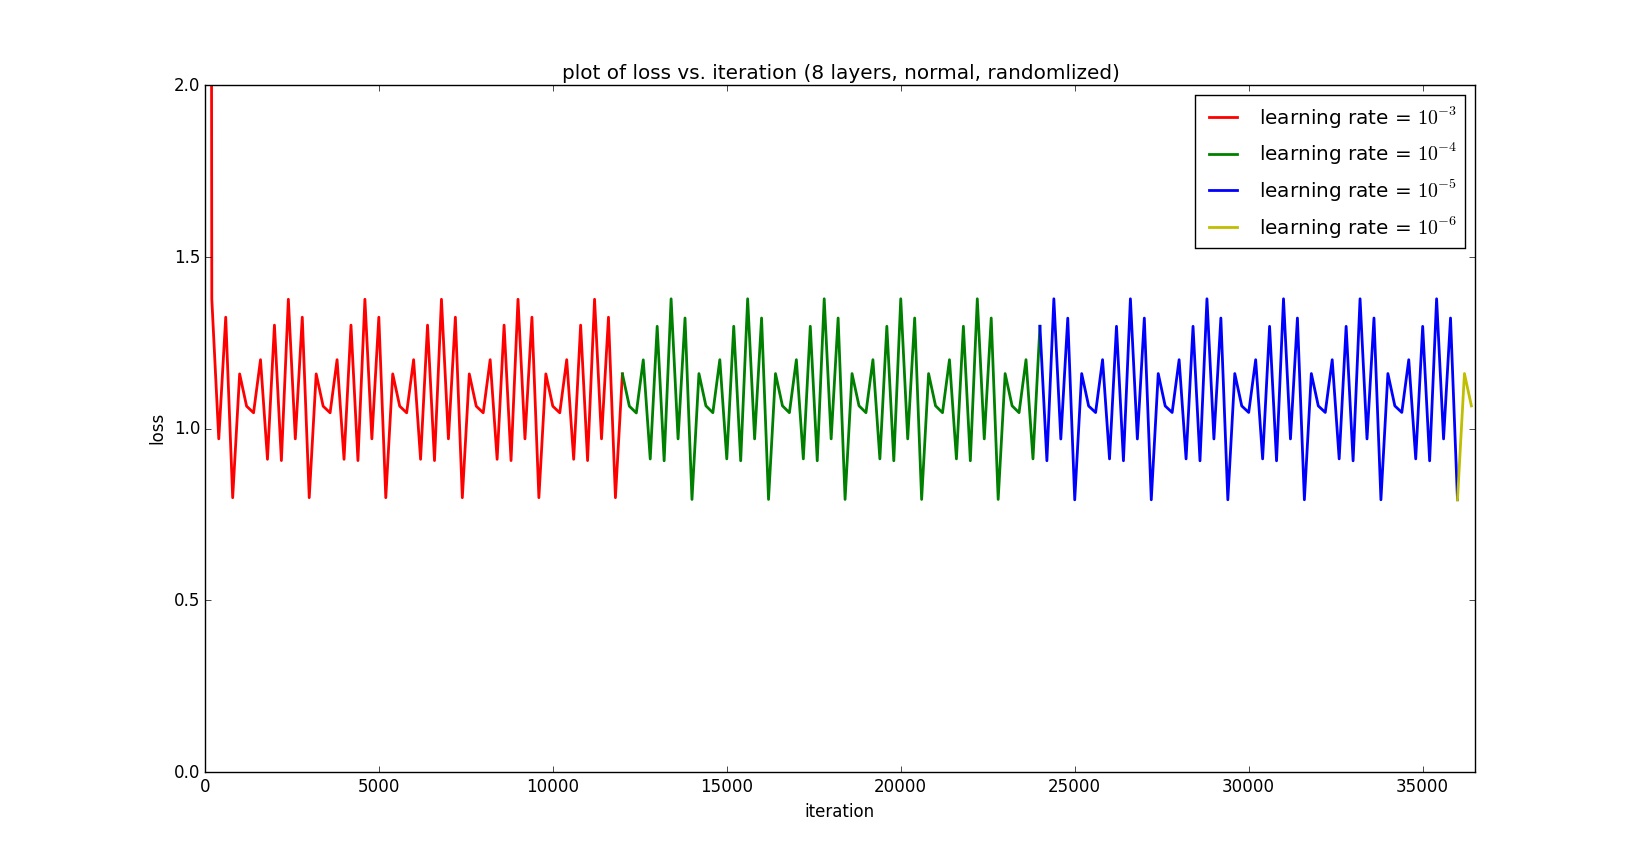 plot of loss vs. iteration (8 layers, normal, randomlized)
2.0
1.5
1.0
0.5
0.0
loss
learning rate = 10⁻³
learning rate = 10⁻⁴
learning rate = 10⁻⁵
learning rate = 10⁻⁶
0 5000 10000 15000 20000 25000 30000 35000
iteration